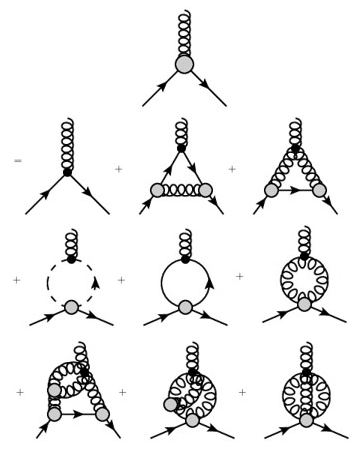 = + +
+ + +
+ + +